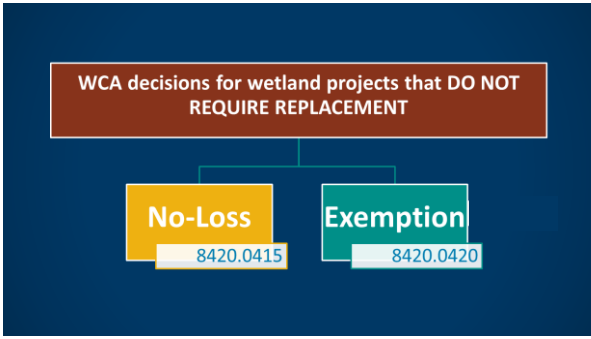 WCA decisions for wetland projects that DO NOT
REQUIRE REPLACEMENT
No-Loss
Exemption
8420.0415
8420.0420